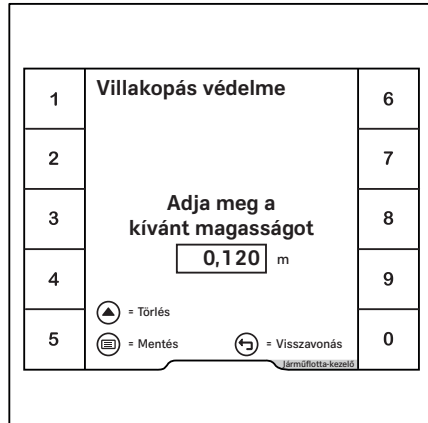 Villakopás védelme
1
2
3
4
5
6
7
8
9
0
Adja meg a
kívánt magasságot
0,120 m
= Törlés
= Mentés
= Visszavonás
Járműflotta-kezelő